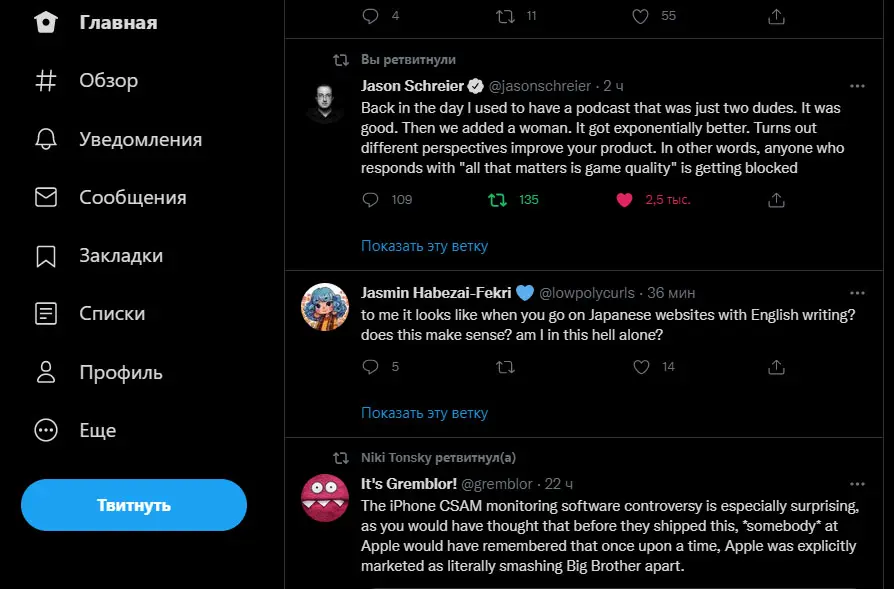 Главная
Обзор
Уведомления
Сообщения
Закладки
Списки
Профиль
Еще
Твитнуть
4 11 55
Вы ретвитнули
Jason Schreier @jasonschreier · 2 ч
Back in the day I used to have a podcast that was just two dudes. It was
good. Then we added a woman. It got exponentially better. Turns out
different perspectives improve your product. In other words, anyone who
responds with "all that matters is game quality" is getting blocked
109 135 2,5 тыс.
Показать эту ветку
Jasmin Habezai-Fekri 💙 @lowpolycurls · 36 мин
to me it looks like when you go on Japanese websites with English writing?
does this make sense? am I in this hell alone?
5 14
Показать эту ветку
Niki Tonsky ретвитнул(а)
It's Gremblor! @gremblor · 22 ч
The iPhone CSAM monitoring software controversy is especially surprising,
as you would have thought that before they shipped this, *somebody* at
Apple would have remembered that once upon a time, Apple was explicitly
marketed as literally smashing Big Brother apart.